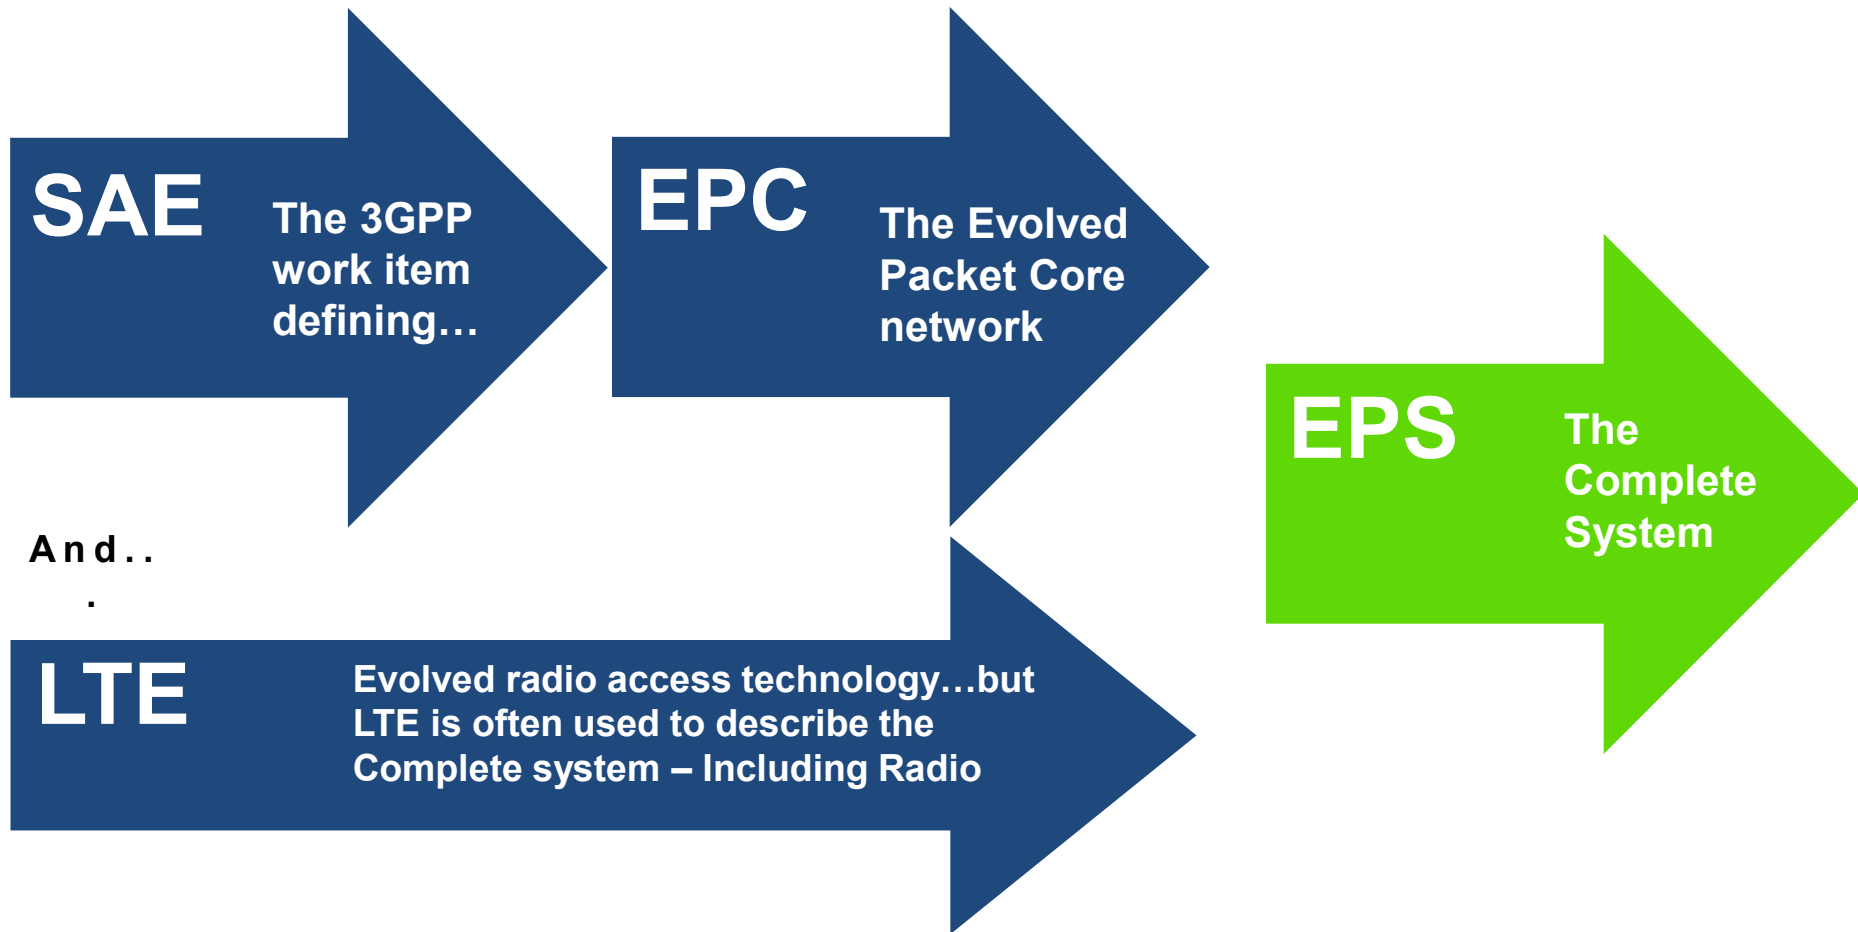 SAE
The 3GPP
work item
defining…
EPC
The Evolved
Packet Core
network
EPS
The
Complete
System
And..
.
LTE
Evolved radio access technology…but
LTE is often used to describe the
Complete system – Including Radio